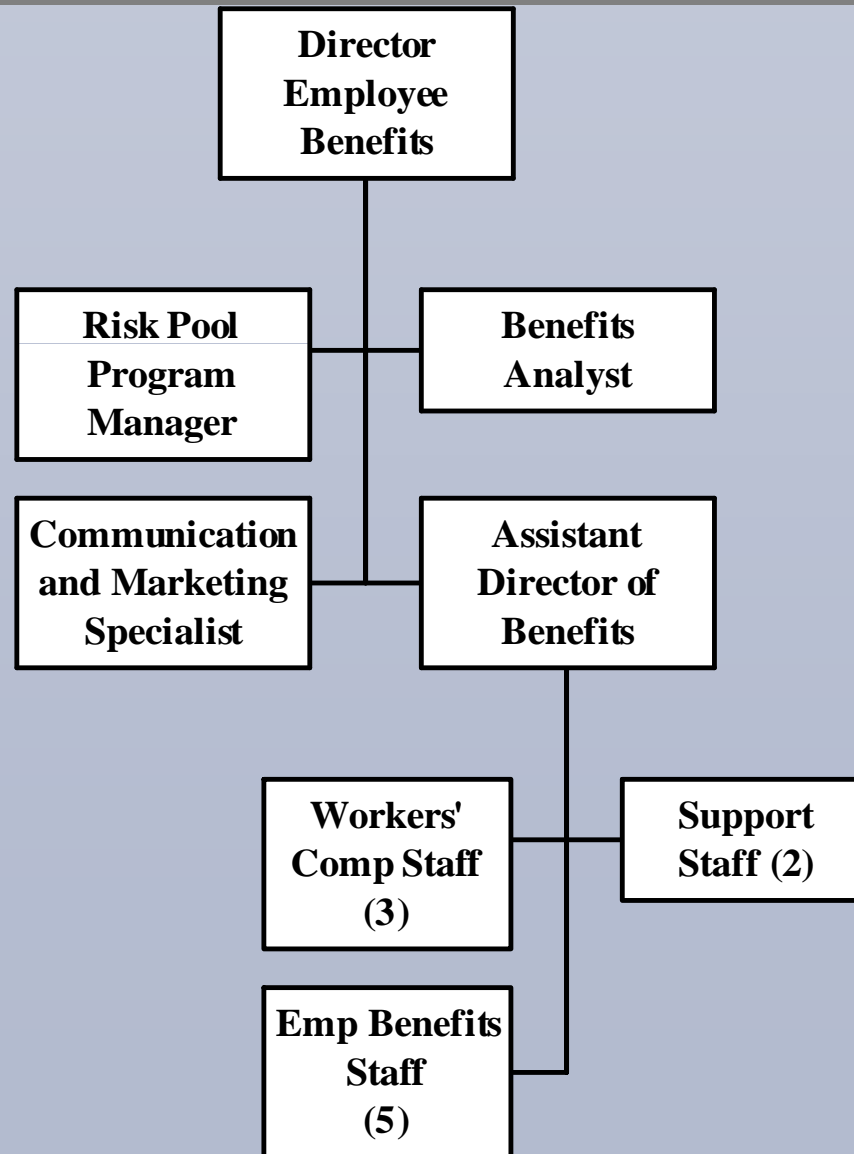 Director
Employee
Benefits
Risk Pool
Program
Manager
Benefits
Analyst
Communication
and Marketing
Specialist
Assistant
Director of
Benefits
Workers'
Comp Staff
(3)
Support
Staff (2)
Emp Benefits
Staff
(5)